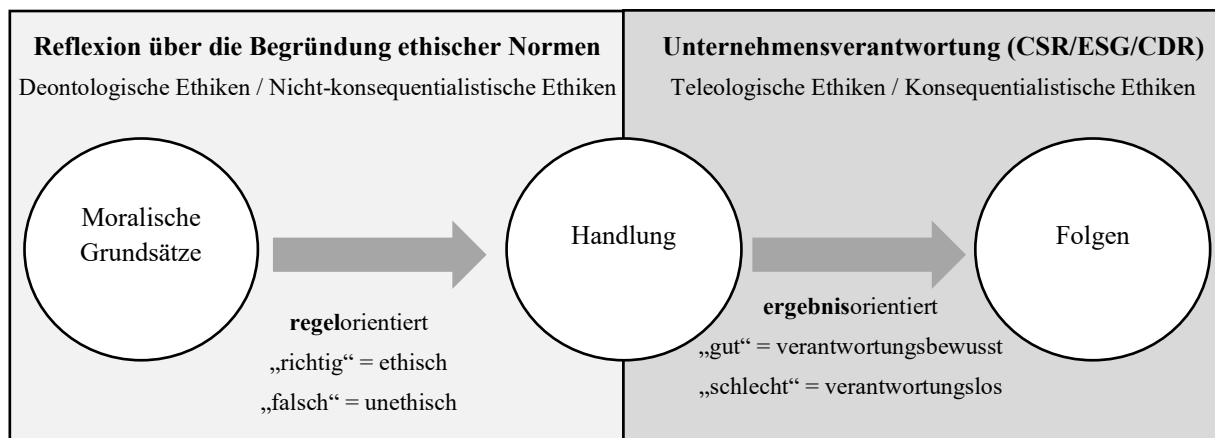 Reflexion über die Begründung ethischer Normen
Deontologische Ethiken / Nicht-konsequentialistische Ethiken
Unternehmensverantwortung (CSR/ESG/CDR)
Teleologische Ethiken / Konsequentialistische Ethiken
Moralische
Grundsätze
regelorientiert
„richtig“ = ethisch
„falsch“ = unethisch
Handlung
ergebnisorientiert
„gut“ = verantwortungsbewusst
„schlecht“ = verantwortungslos
Folgen